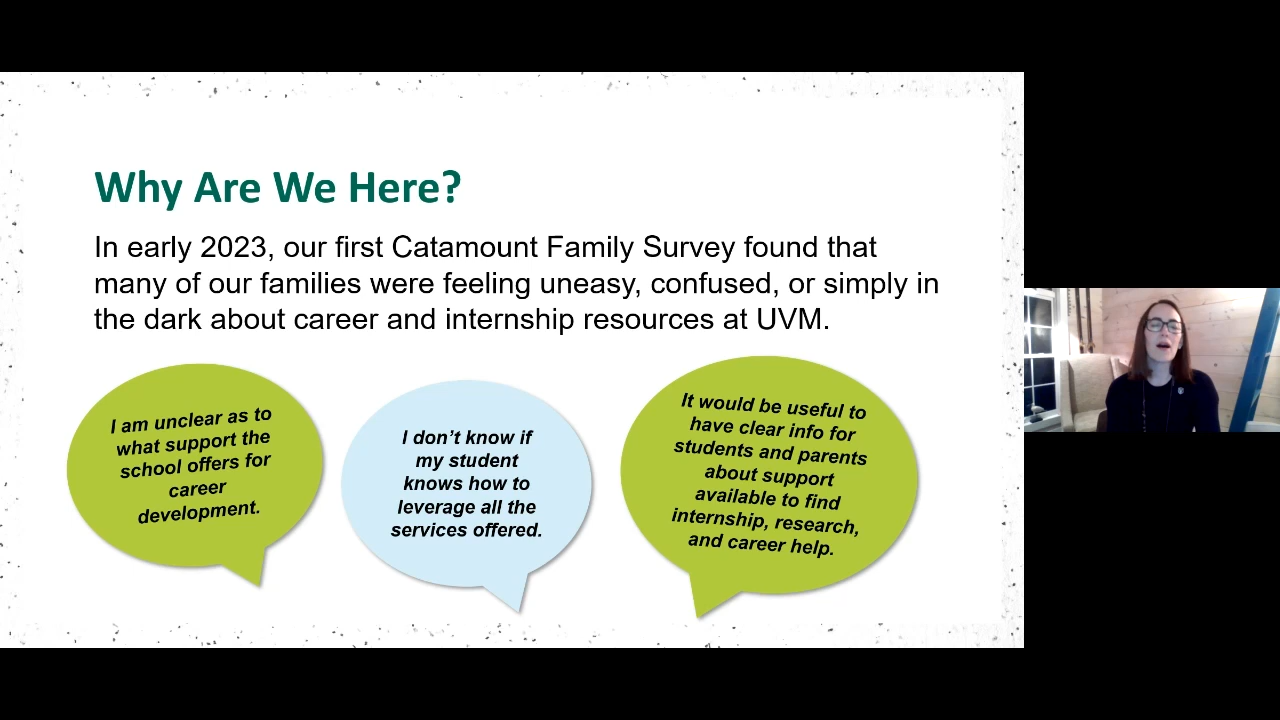 Why Are We Here?
In early 2023, our first Catamount Family Survey found that
many of our families were feeling uneasy, confused, or simply in
the dark about career and internship resources at UVM.
I am unclear as to
what support the
school offers for
career
development.
I don’t know if
my student
knows how to
leverage all the
services offered.
It would be useful to
have clear info for
students and parents
about support
available to find
internship, research,
and career help.